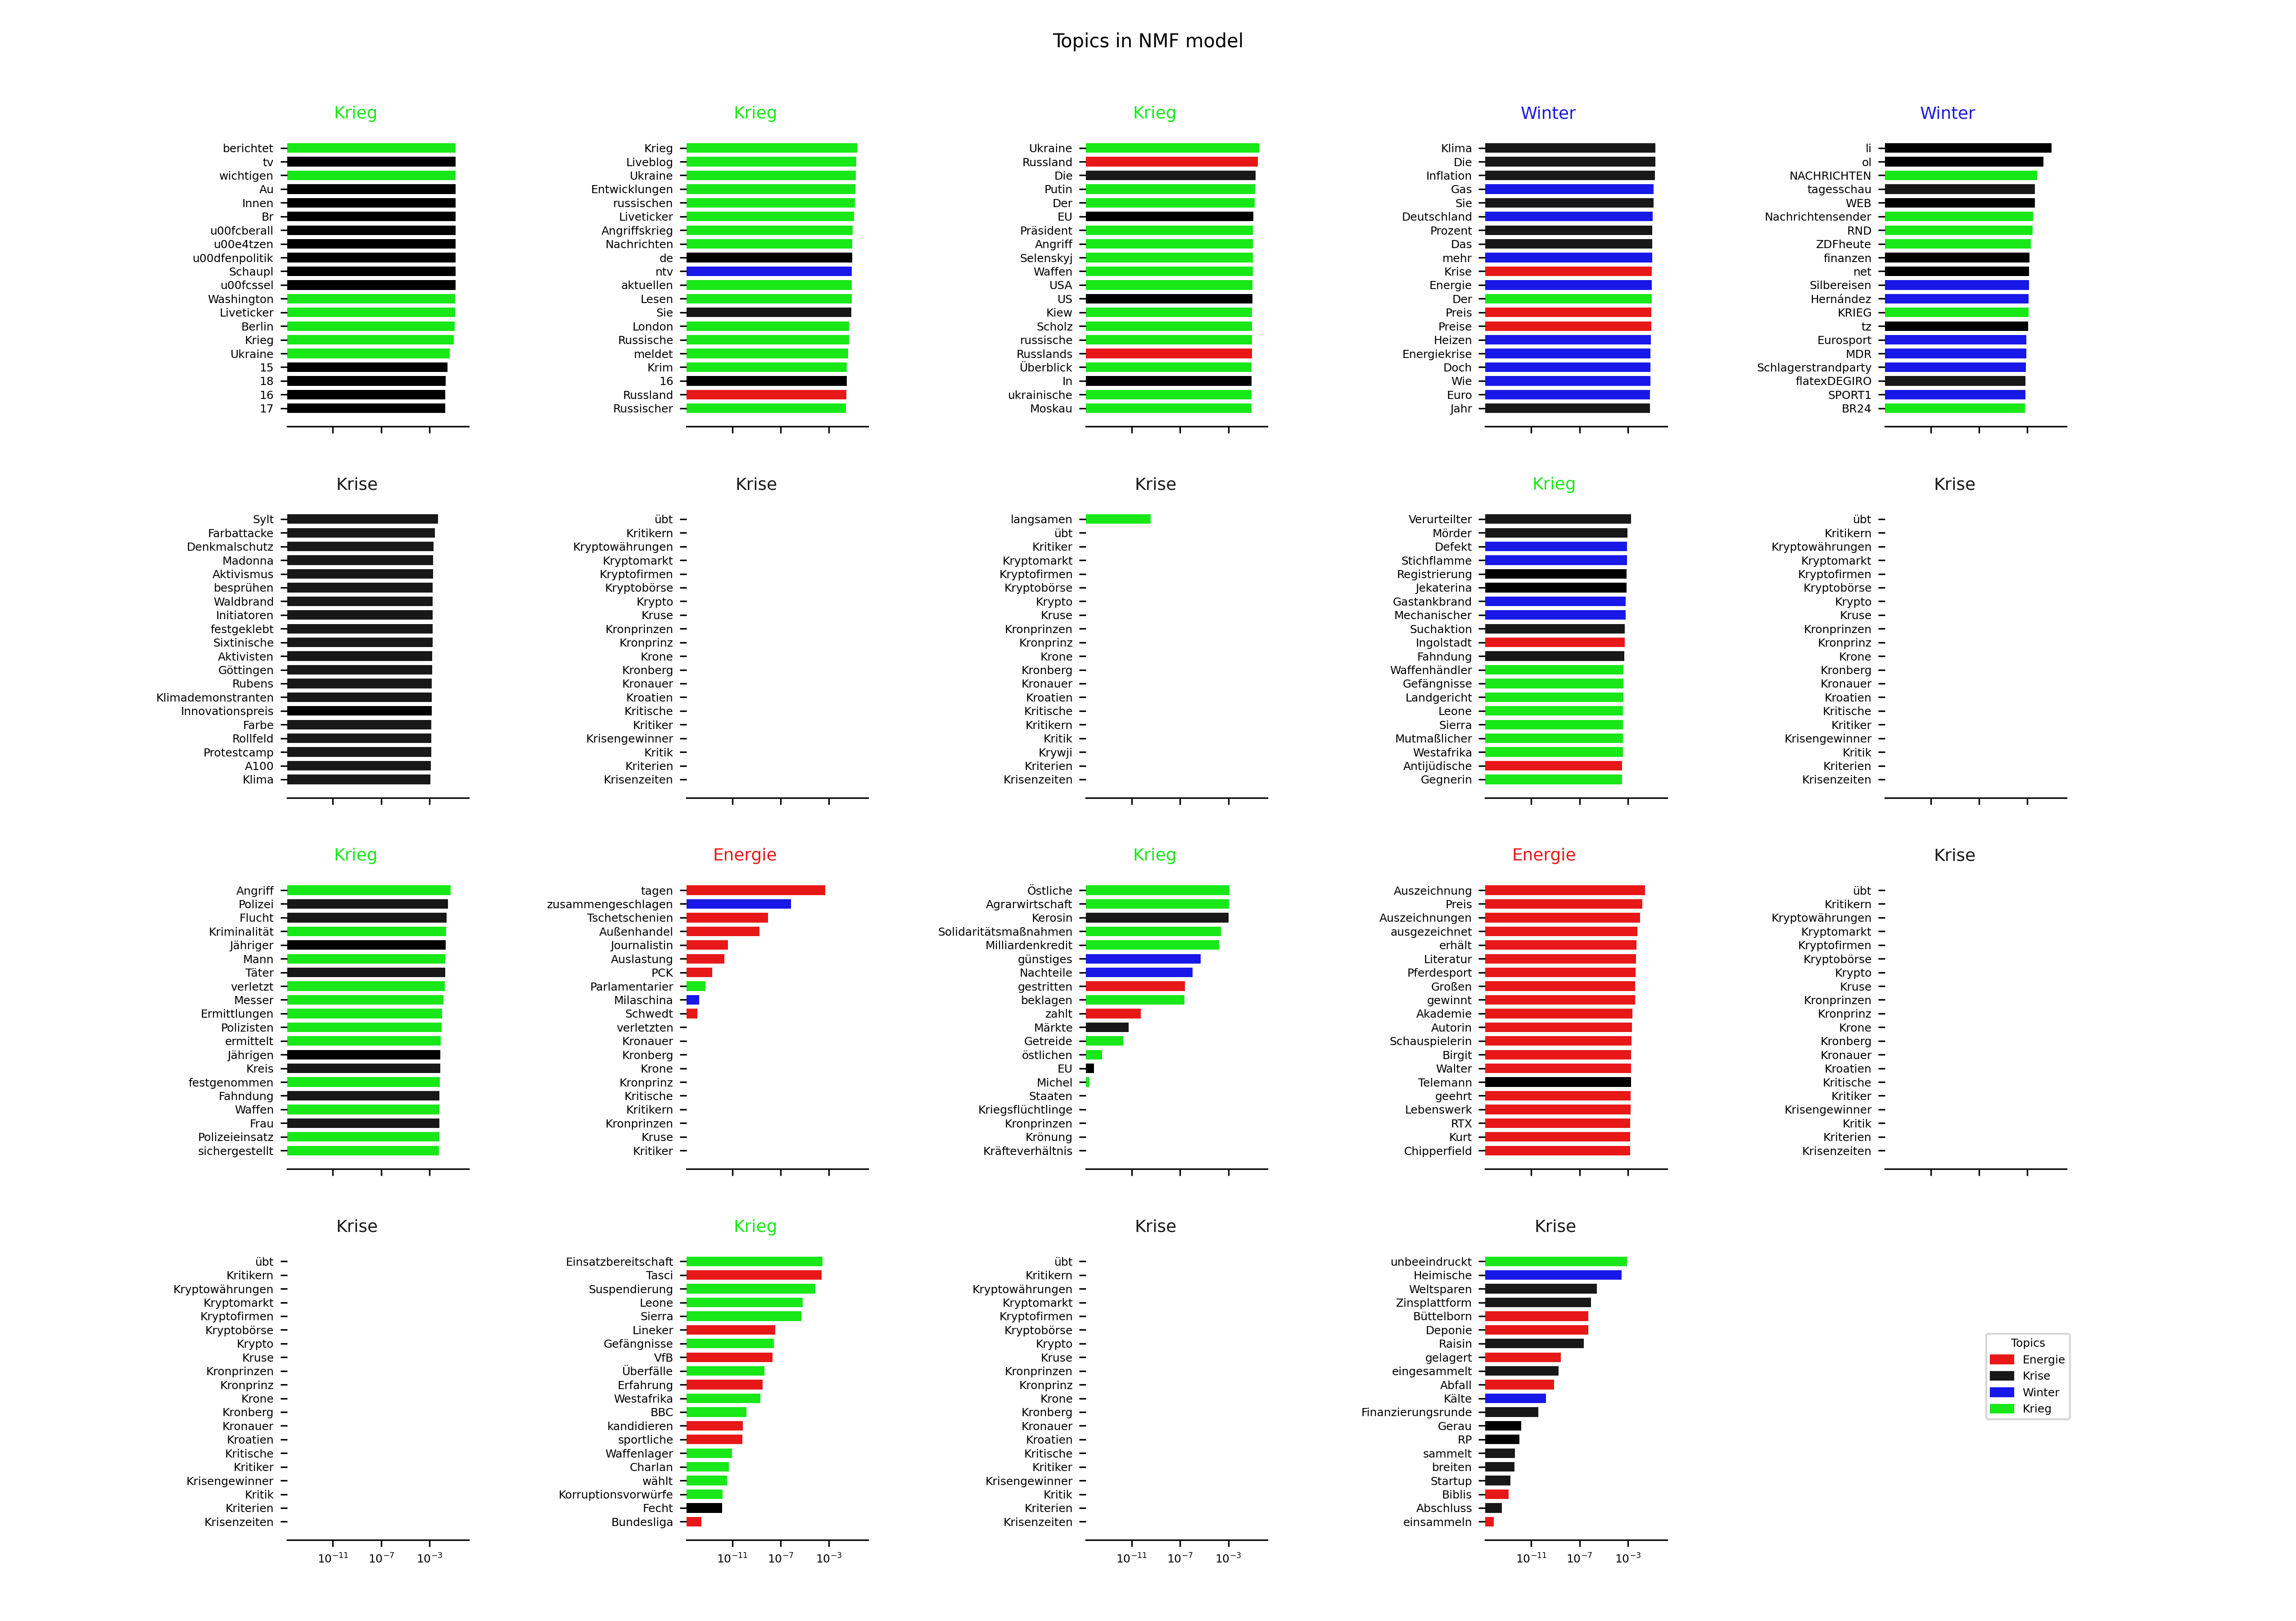 Topics in NMF model
Krieg
berichtet
tv
wichtigen
Au
Innen
Br
u00fcberall
u00e4tzen
u00dfenpolitik
Schaupl
u00fcssel
Washington
Liveticker
Berlin
Krieg
Ukraine
15
18
16
17
Krieg
Krieg
Liveblog
Ukraine
Entwicklungen
russischen
Liveticker
Angriffskrieg
Nachrichten
de
ntv
aktuellen
Lesen
Sie
London
Russische
meldet
Krim
16
Russland
Russischer
Krieg
Ukraine
Russland
Die
Putin
Der
EU
Präsident
Angriff
Selenskyj
Waffen
USA
US
Kiew
Scholz
russische
Russlands
Überblick
In
ukrainische
Moskau
Winter
Klima
Die
Inflation
Gas
Sie
Deutschland
Prozent
Das
mehr
Krise
Energie
Der
Preis
Preise
Heizen
Energiekrise
Doch
Wie
Euro
Jahr
Winter
li
ol
NACHRICHTEN
tagesschau
WEB
Nachrichtensender
RND
ZDFheute
finanzen
net
Silbereisen
Hernández
KRIEG
tz
Eurosport
MDR
Schlagerstrandparty
flatexDEGIRO
SPORT1
BR24
Krise
Sylt
Farbattacke
Denkmalschutz
Madonna
Aktivismus
besprühen
Waldbrand
Initiatoren
festgeklebt
Sixtinische
Aktivisten
Göttingen
Rubens
Klimademonstranten
Innovationspreis
Farbe
Rollfeld
Protestcamp
A100
Klima
Krise
übt
Kritikern
Kryptowährungen
Kryptomarkt
Kryptofirmen
Kryptobörse
Krypto
Kruse
Kronprinzen
Kronprinz
Krone
Kronberg
Kronauer
Kroatien
Kritische
Kritiker
Krisengewinner
Kritik
Kriterien
Krisenzeiten
Krise
langsamen
übt
Kritiker
Kryptomarkt
Kryptofirmen
Kryptobörse
Krypto
Kruse
Kronprinzen
Kronprinz
Krone
Kronberg
Kronauer
Kroatien
Kritische
Kritikern
Kritik
Krywji
Kriterien
Krisenzeiten
Krieg
Verurteilter
Mörder
Defekt
Stichflamme
Registrierung
Jekaterina
Gastankbrand
Mechanischer
Suchaktion
Ingolstadt
Fahndung
Waffenhändler
Gefängnisse
Landgericht
Leone
Sierra
Mutmaßlicher
Westafrika
Antijüdische
Gegnerin
Krise
übt
Kritikern
Kryptowährungen
Kryptomarkt
Kryptofirmen
Kryptobörse
Krypto
Kruse
Kronprinzen
Kronprinz
Krone
Kronberg
Kronauer
Kroatien
Kritische
Kritiker
Krisengewinner
Kritik
Kriterien
Krisenzeiten
Krieg
Angriff
Polizei
Flucht
Kriminalität
Jähriger
Mann
Täter
verletzt
Messer
Ermittlungen
Polizisten
ermittelt
Jährigen
Kreis
festgenommen
Fahndung
Waffen
Frau
Polizeieinsatz
sichergestellt
Energie
tagen
zusammengeschlagen
Tschetschenien
Außenhandel
Journalistin
Auslastung
PCK
Parlamentarier
Milaschina
Schwedt
verletzten
Kronauer
Kronberg
Krone
Kronprinz
Kritische
Kritikern
Kronprinzen
Kruse
Kritiker
Krieg
Östliche
Agrarwirtschaft
Kerosin
Solidaritätsmaßnahmen
Milliardenkredit
günstiges
Nachteile
gestritten
beklagen
zahlt
Märkte
Getreide
östlichen
EU
Michel
Staaten
Kriegsflüchtlinge
Kronprinzen
Krönung
Kräfteverhältnis
Energie
Auszeichnung
Preis
Auszeichnungen
ausgezeichnet
erhält
Literatur
Pferdesport
Großen
gewinnt
Akademie
Autorin
Schauspielerin
Birgit
Walter
Telemann
geehrt
Lebenswerk
RTX
Kurt
Chipperfield
Krise
übt
Kritikern
Kryptowährungen
Kryptomarkt
Kryptofirmen
Kryptobörse
Krypto
Kruse
Kronprinzen
Kronprinz
Krone
Kronberg
Kronauer
Kroatien
Kritische
Kritiker
Krisengewinner
Kritik
Kriterien
Krisenzeiten
Krise
übt
Kritikern
Kryptowährungen
Kryptomarkt
Kryptofirmen
Kryptobörse
Krypto
Kruse
Kronprinzen
Kronprinz
Krone
Kronberg
Kronauer
Kroatien
Kritische
Kritiker
Krisengewinner
Kritik
Kriterien
Krisenzeiten
10⁻¹¹ 10⁻⁷ 10⁻³
Krieg
Einsatzbereitschaft
Tasci
Suspendierung
Leone
Sierra
Lineker
Gefängnisse
VfB
Überfälle
Erfahrung
Westafrika
BBC
kandidieren
sportliche
Waffenlager
Charlan
wählt
Korruptionsvorwürfe
Fecht
Bundesliga
10⁻¹¹ 10⁻⁷ 10⁻³
Krise
übt
Kritikern
Kryptowährungen
Kryptomarkt
Kryptofirmen
Kryptobörse
Krypto
Kruse
Kronprinzen
Kronprinz
Krone
Kronberg
Kronauer
Kroatien
Kritische
Kritiker
Krisengewinner
Kritik
Kriterien
Krisenzeiten
10⁻¹¹ 10⁻⁷ 10⁻³
Krise
unbeeindruckt
Heimische
Weltsparen
Zinsplattform
Büttelborn
Deponie
Raisin
gelagert
eingesammelt
Abfall
Kälte
Finanzierungsrunde
Gerau
RP
sammelt
breiten
Startup
Biblis
Abschluss
einsammeln
10⁻¹¹ 10⁻⁷ 10⁻³
Topics
Energie
Krise
Winter
Krieg